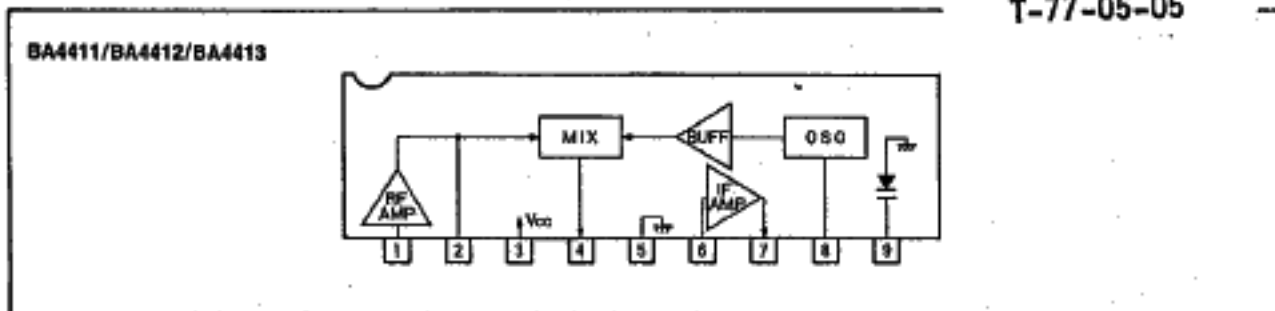 T-77-05-05
BA4411/BA4412/BA4413
MIX
BUFF
OSC
RF
AMP
IF
AMP
Vcc
1 2 3 4 5 6 7 8 9